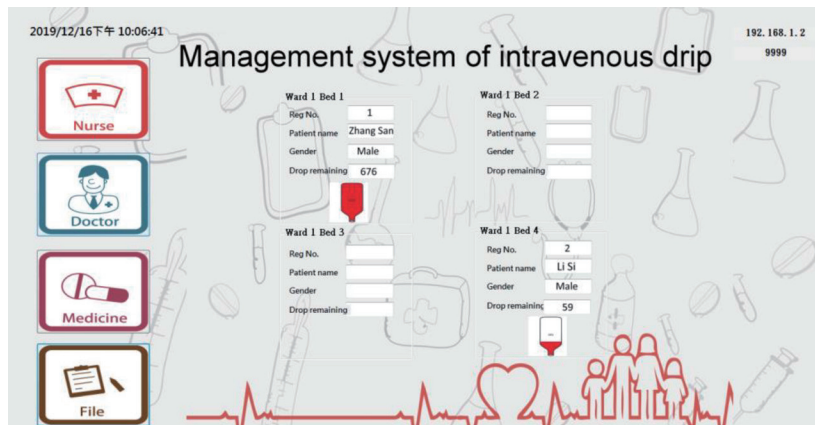 2019/12/16下午 10:06:41
192.168.1.2
9999
Management system of intravenous drip
Nurse
Doctor
Medicine
File
Ward 1 Bed 1
Reg No. 1
Patient name Zhang San
Gender Male
Drop remaining 676
Ward 1 Bed 2
Reg No.
Patient name
Gender
Drop remaining
Ward 1 Bed 3
Reg No.
Patient name
Gender
Drop remaining
Ward 1 Bed 4
Reg No. 2
Patient name Li Si
Gender Male
Drop remaining 59